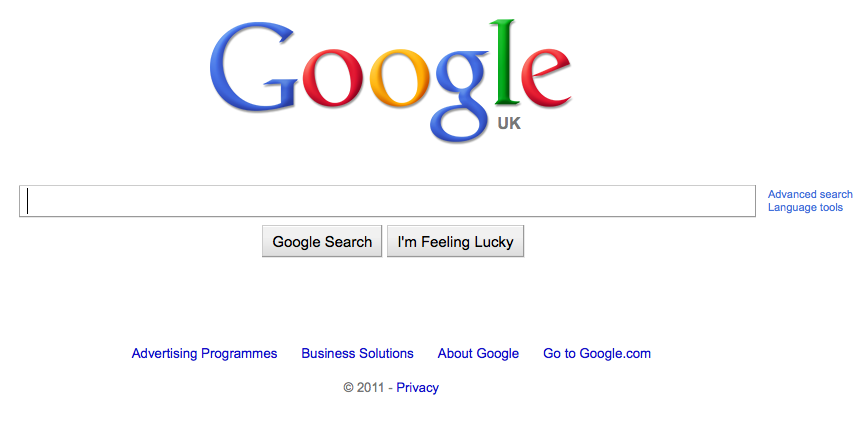 Google
UK
Advanced search
Language tools
Google Search I'm Feeling Lucky
Advertising Programmes Business Solutions About Google Go to Google.com
© 2011 - Privacy